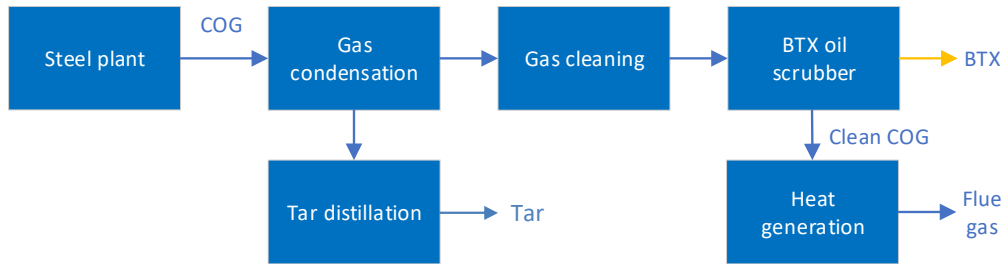 COG
Steel plant
Gas
condensation
Gas cleaning
BTX oil
scrubber
BTX
Clean COG
Tar distillation
Tar
Heat
generation
Flue
gas